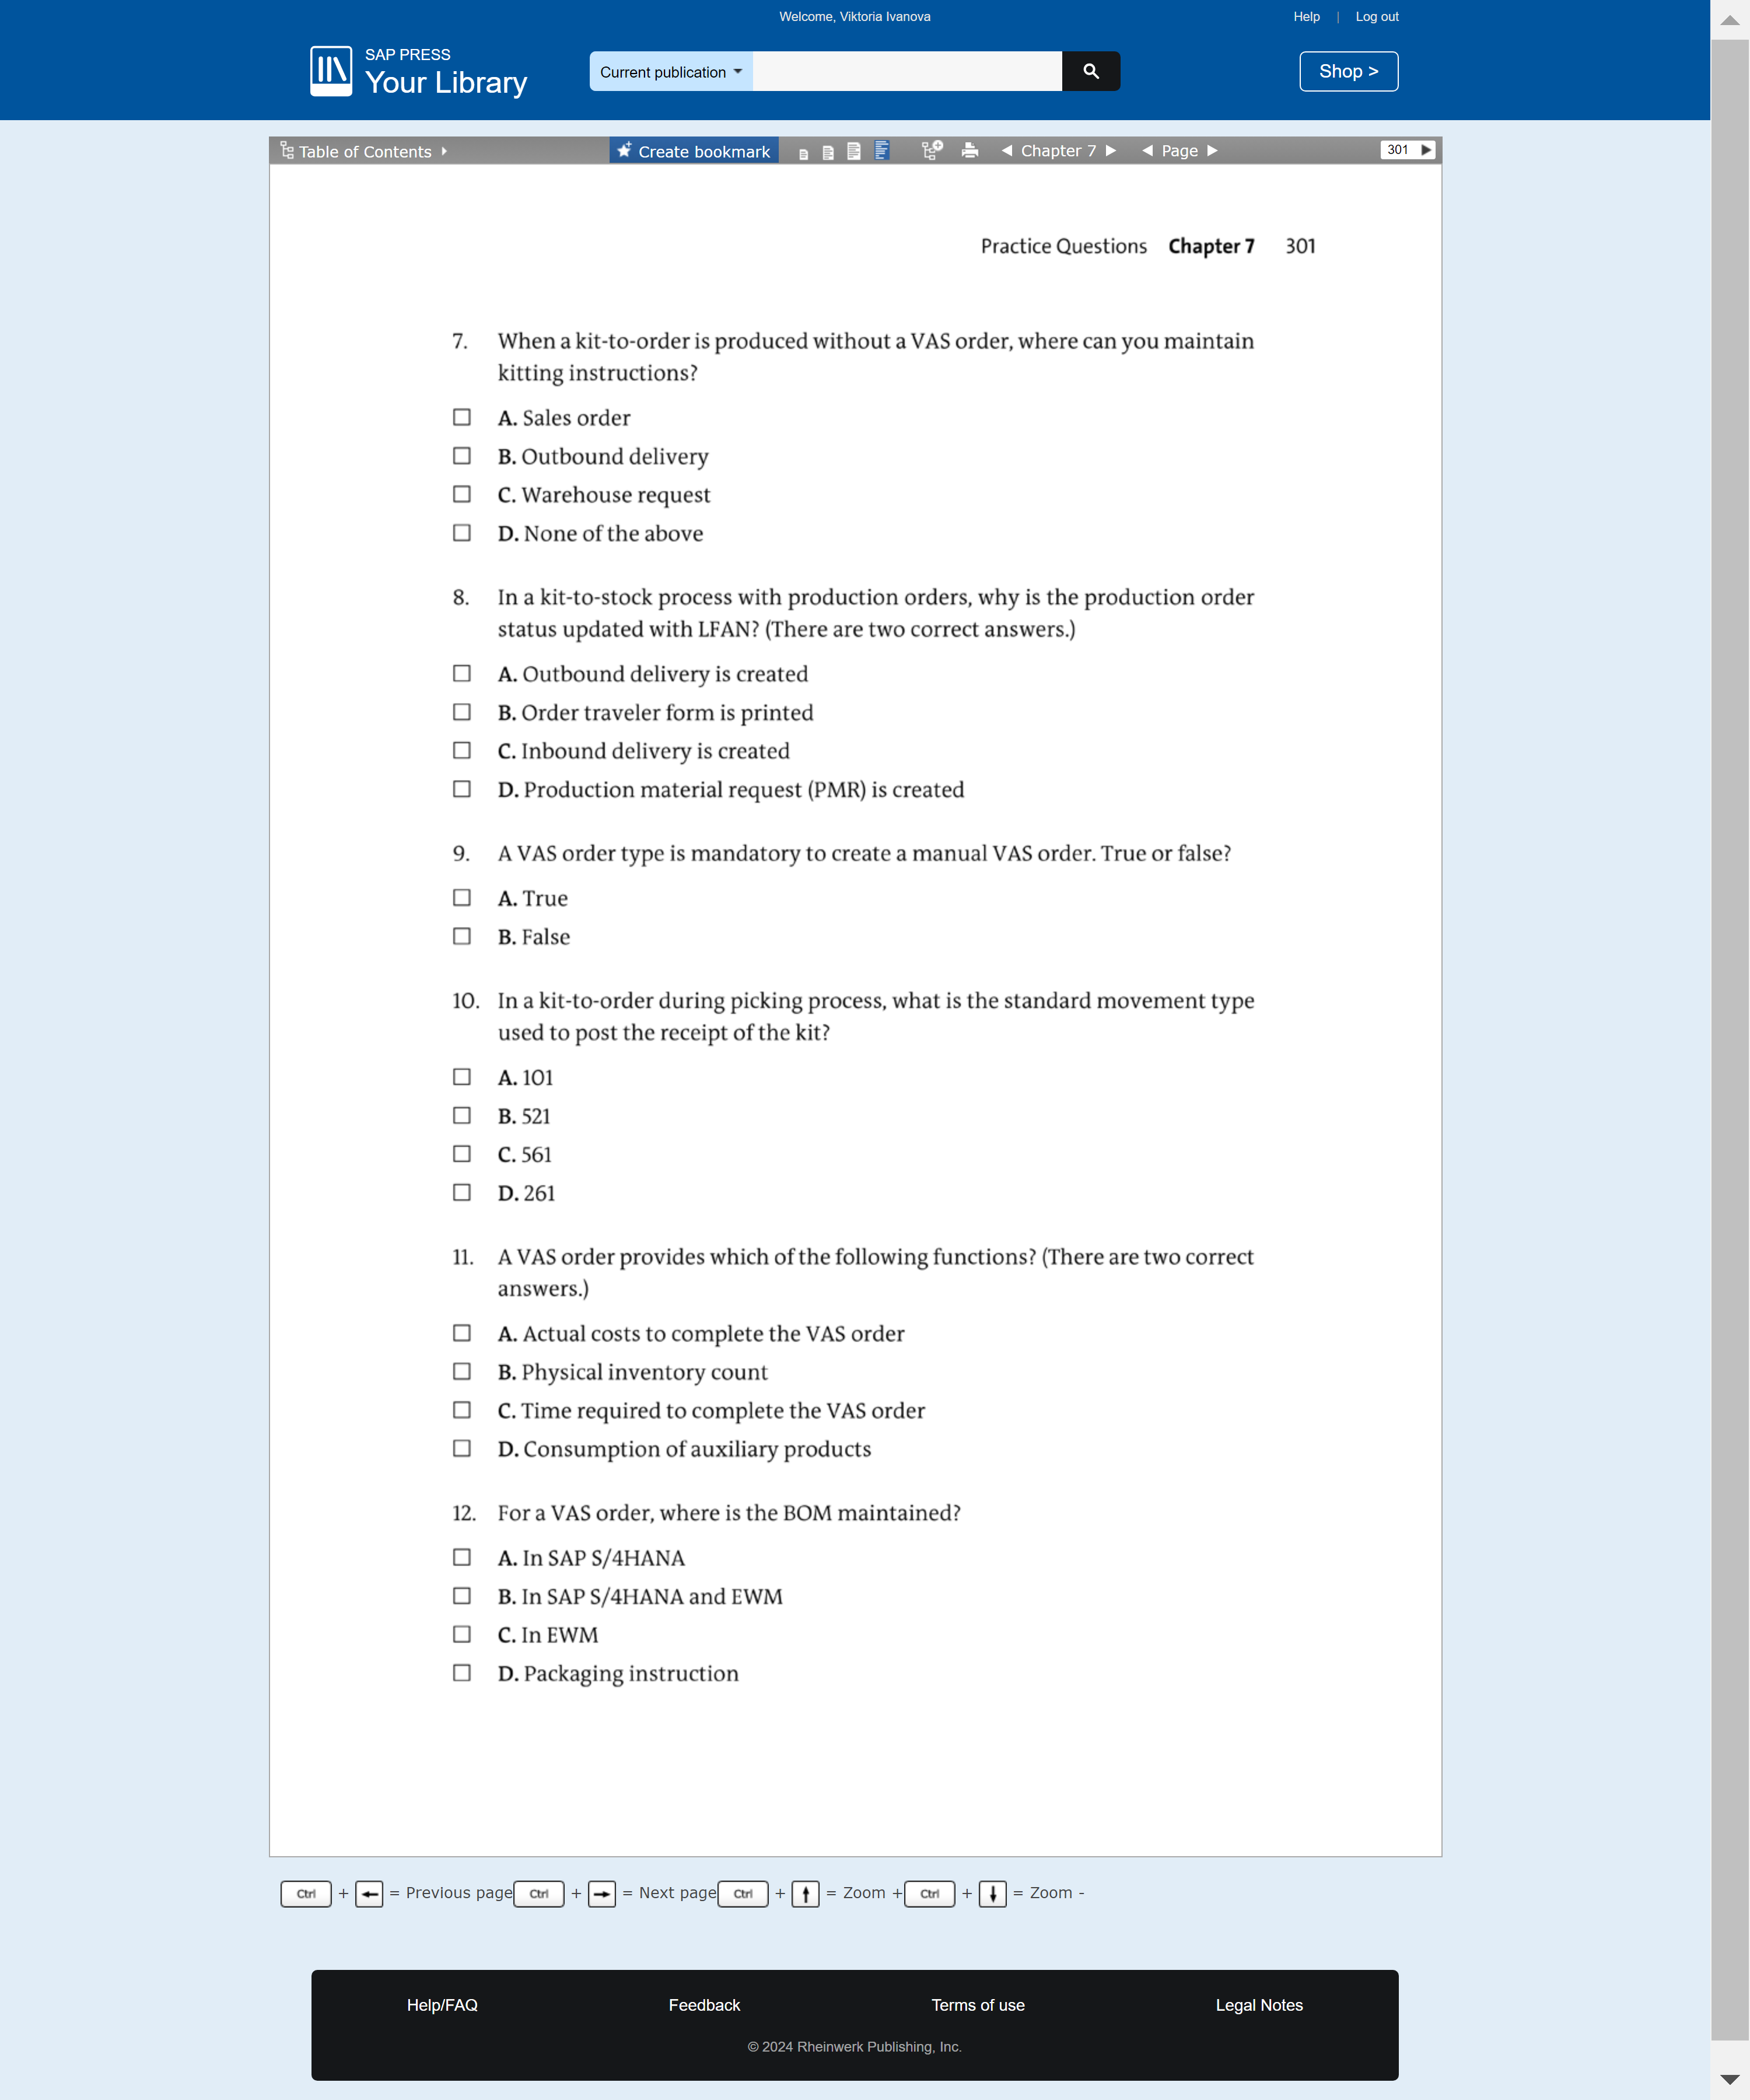 Welcome, Viktoria Ivanova
Help | Log out
SAP PRESS
Your Library
Current publication
Shop >
Table of Contents
Create bookmark
Chapter 7
Page
301
Practice Questions Chapter 7 301
7. When a kit-to-order is produced without a VAS order, where can you maintain
kitting instructions?
A. Sales order
B. Outbound delivery
C. Warehouse request
D. None of the above
8. In a kit-to-stock process with production orders, why is the production order
status updated with LFAN? (There are two correct answers.)
A. Outbound delivery is created
B. Order traveler form is printed
C. Inbound delivery is created
D. Production material request (PMR) is created
9. A VAS order type is mandatory to create a manual VAS order. True or false?
A. True
B. False
10. In a kit-to-order during picking process, what is the standard movement type
used to post the receipt of the kit?
A. 101
B. 521
C. 561
D. 261
11. A VAS order provides which of the following functions? (There are two correct
answers.)
A. Actual costs to complete the VAS order
B. Physical inventory count
C. Time required to complete the VAS order
D. Consumption of auxiliary products
12. For a VAS order, where is the BOM maintained?
A. In SAP S/4HANA
B. In SAP S/4HANA and EWM
C. In EWM
D. Packaging instruction
Ctrl + ← = Previous page Ctrl + → = Next page Ctrl + ↑ = Zoom + Ctrl + ↓ = Zoom -
Help/FAQ
Feedback
Terms of use
Legal Notes
© 2024 Rheinwerk Publishing, Inc.